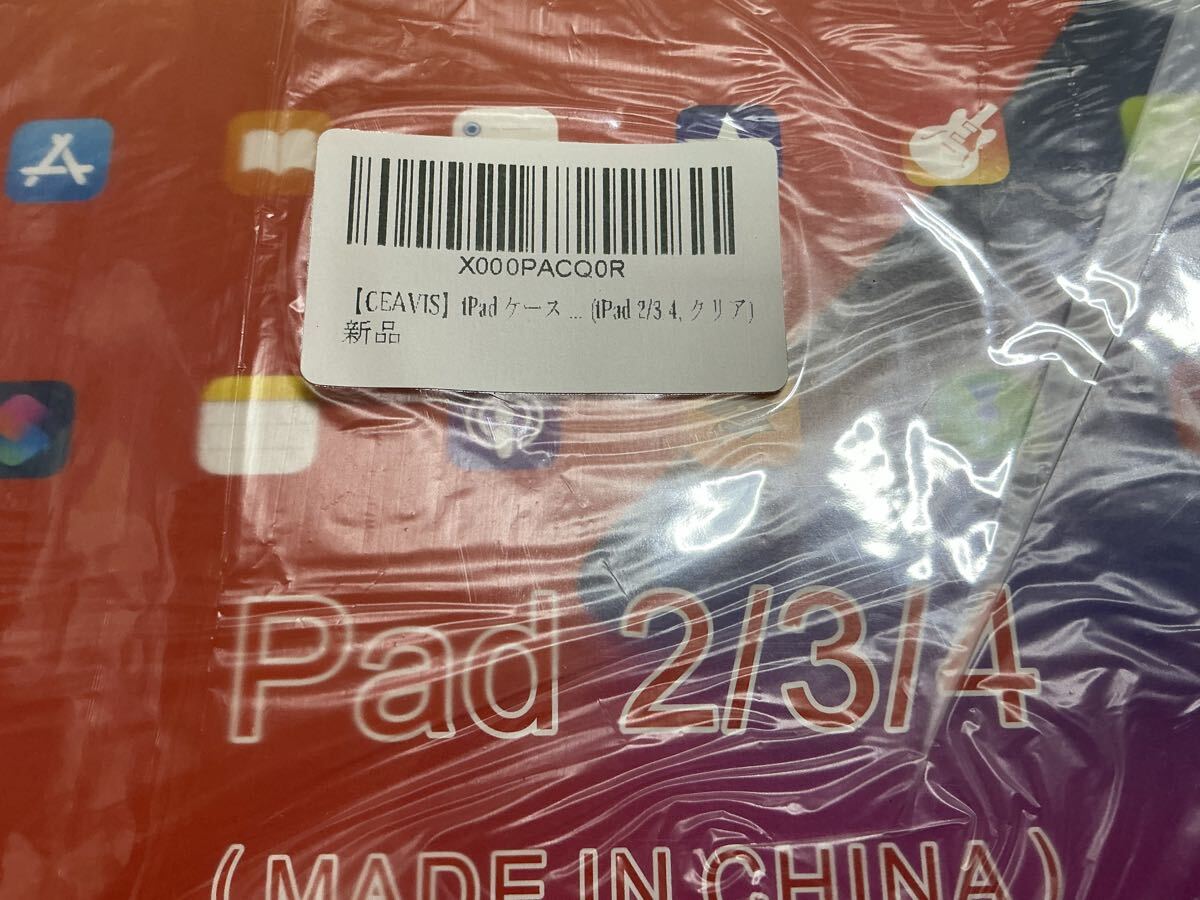 X000PACQ0R
【CEAVIS】iPad ケース ... (iPad 2/3 4, クリア)
新品
Pad 2/3/4
(MADE IN CHINA)